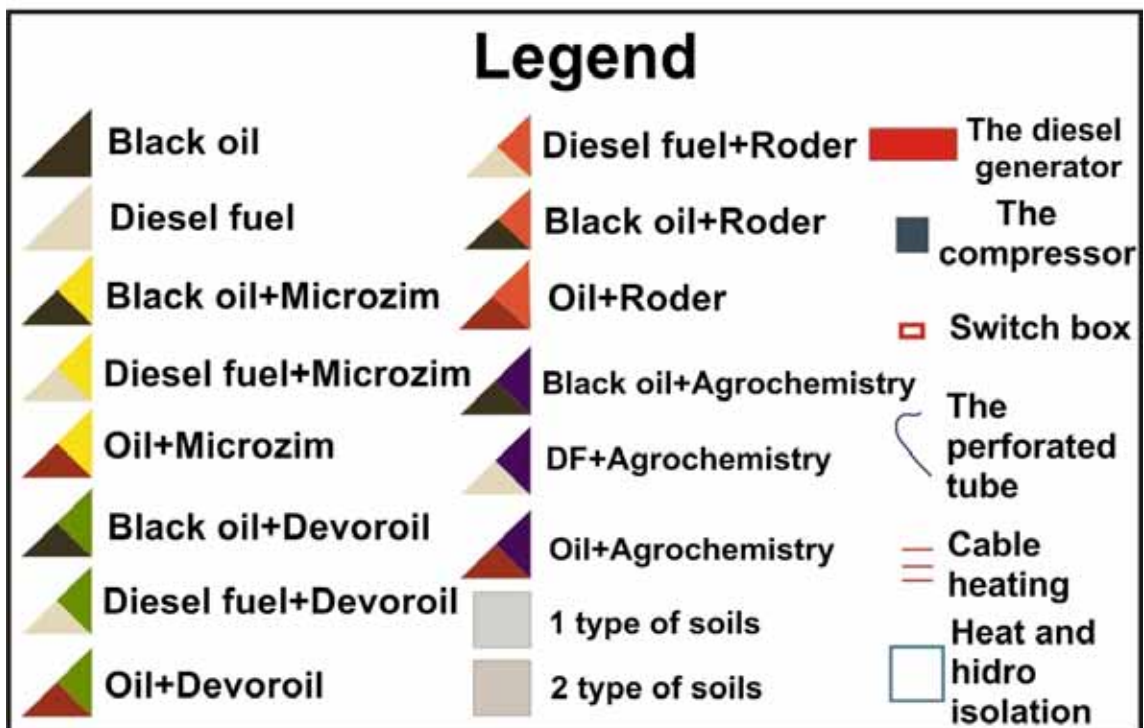 Legend
Black oil
Diesel fuel
Black oil+Microzim
Diesel fuel+Microzim
Oil+Microzim
Black oil+Devoroil
Diesel fuel+Devoroil
Oil+Devoroil
Diesel fuel+Roder
Black oil+Roder
Oil+Roder
Black oil+Agrochemistry
DF+Agrochemistry
Oil+Agrochemistry
1 type of soils
2 type of soils
The diesel
generator
The
compressor
Switch box
The
perforated
tube
Cable
heating
Heat and
hidro
isolation